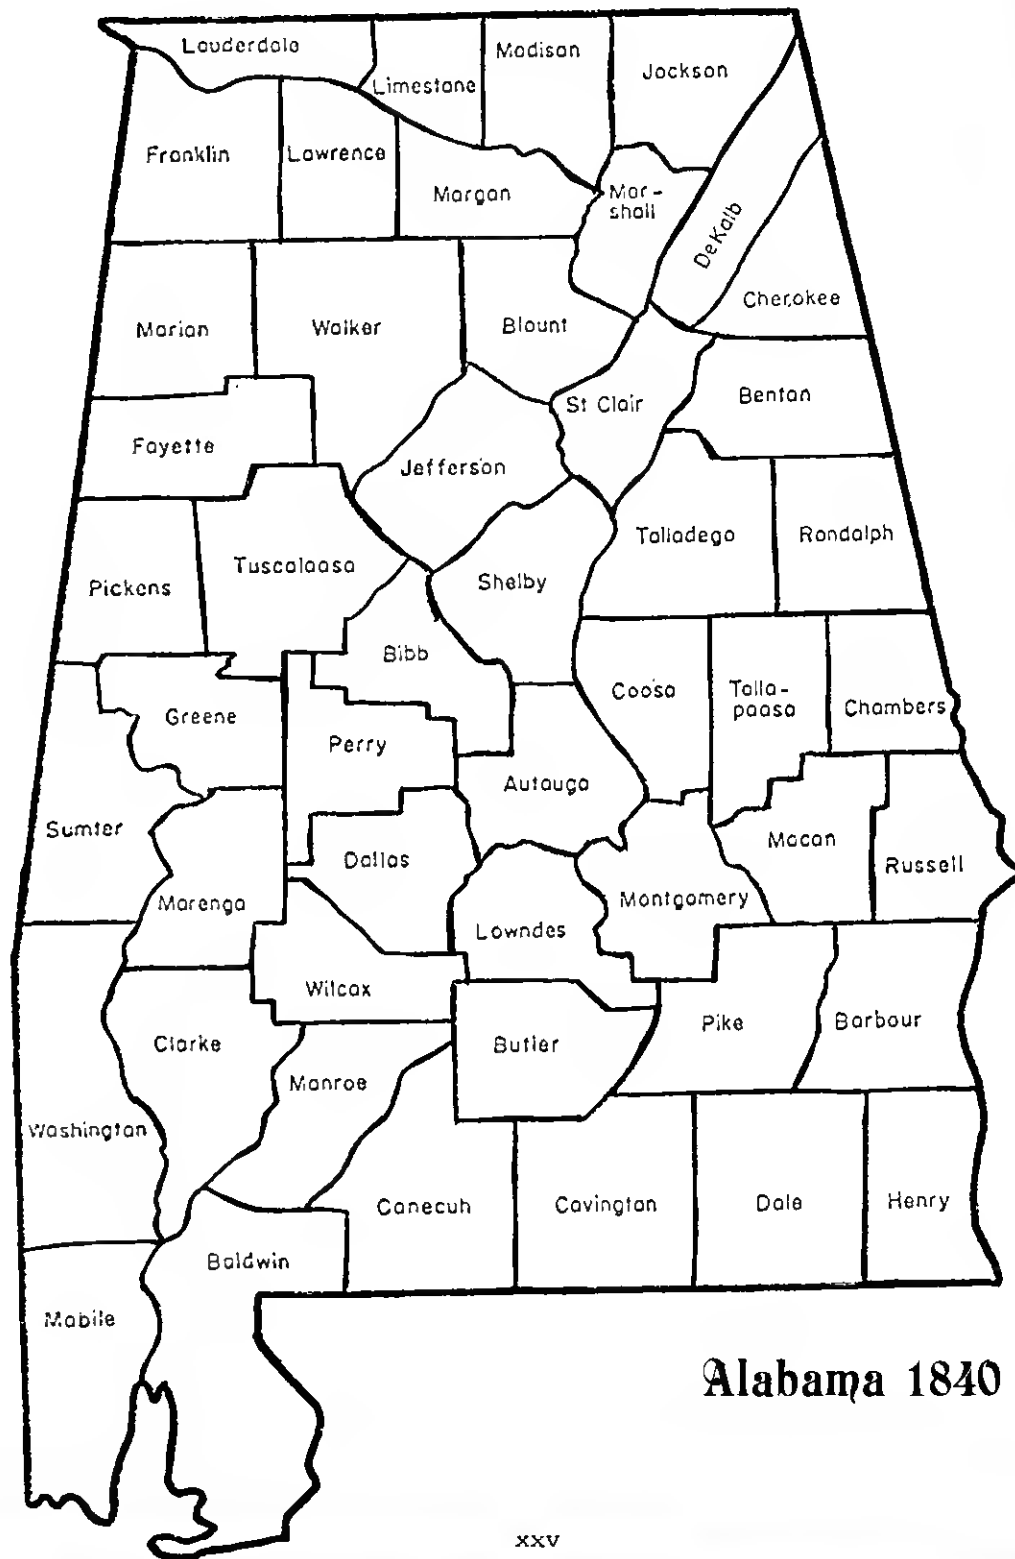 Lauderdale
Limestone
Madison
Jackson
Franklin
Lawrence
Morgan
Mar-
shall
DeKalb
Cherokee
Marion
Walker
Blount
St Clair
Benton
Fayette
Jefferson
Pickens
Tuscaloosa
Shelby
Talladega
Randolph
Bibb
Greene
Perry
Coosa
Talla-
poosa
Chambers
Autauga
Sumter
Marengo
Dallas
Lowndes
Montgomery
Macon
Russell
Wilcox
Clarke
Monroe
Butler
Pike
Barbour
Washington
Conecuh
Covington
Dale
Henry
Baldwin
Mobile
Alabama 1840
xxv